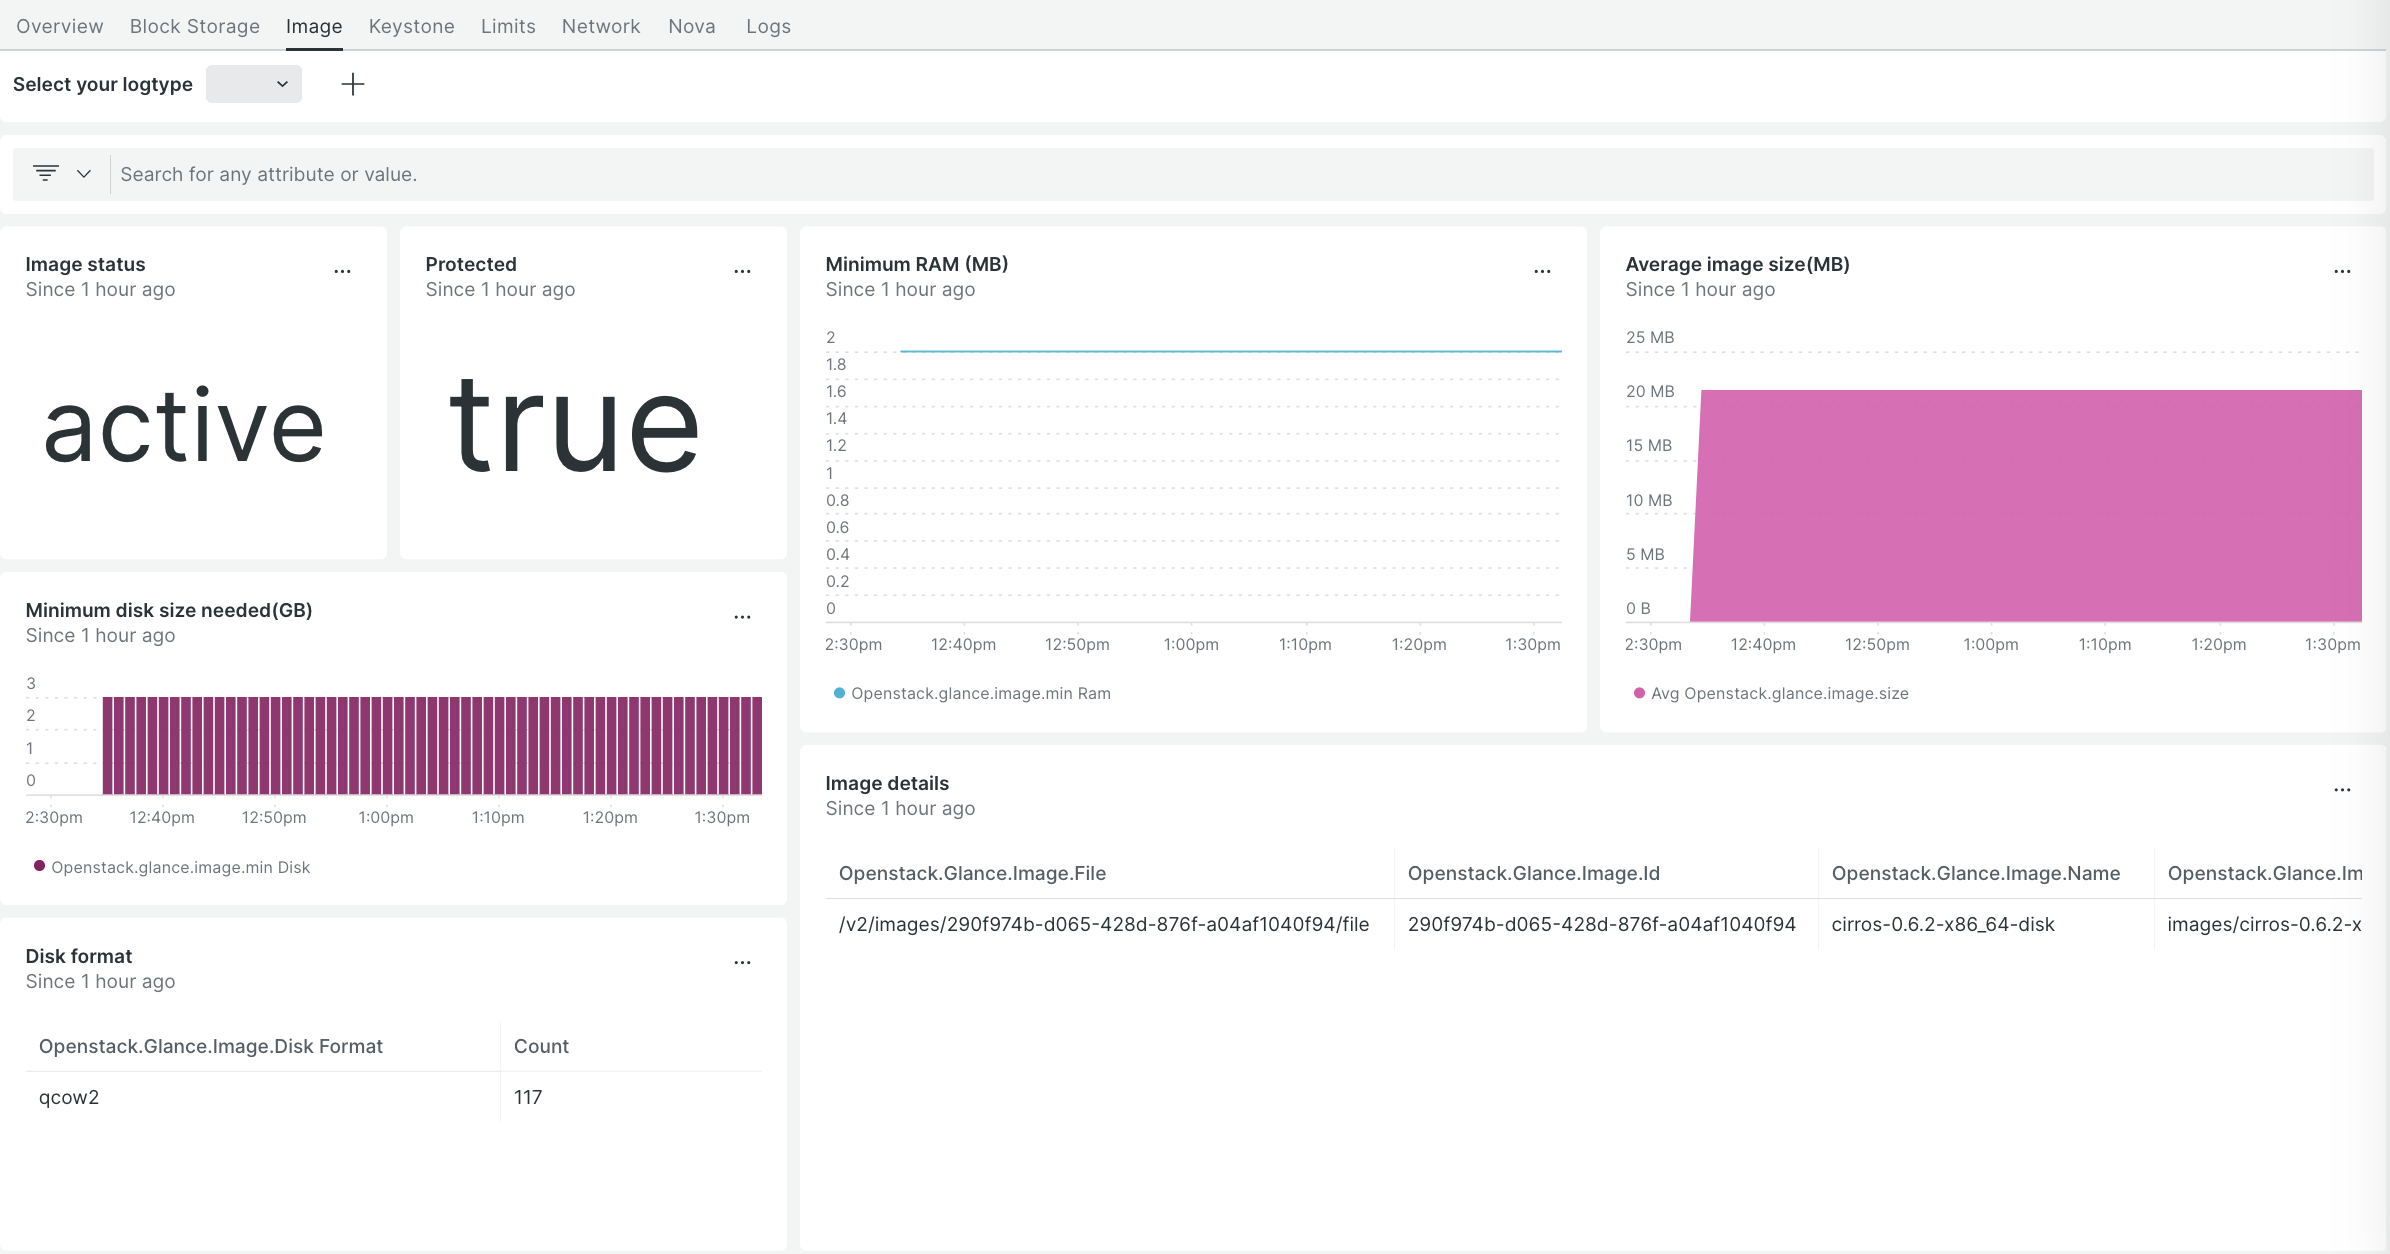 Overview Block Storage Image Keystone Limits Network Nova Logs
Select your logtype
Search for any attribute or value.
Image status
Since 1 hour ago
active
Protected
Since 1 hour ago
true
Minimum RAM (MB)
Since 1 hour ago
2
1.8
1.6
1.4
1.2
1
0.8
0.6
0.4
0.2
0
2:30pm 12:40pm 12:50pm 1:00pm 1:10pm 1:20pm 1:30pm
Openstack.glance.image.min Ram
Average image size(MB)
Since 1 hour ago
25 MB
20 MB
15 MB
10 MB
5 MB
0 B
2:30pm 12:40pm 12:50pm 1:00pm 1:10pm 1:20pm 1:30pm
Avg Openstack.glance.image.size
Minimum disk size needed(GB)
Since 1 hour ago
3
2
1
0
2:30pm 12:40pm 12:50pm 1:00pm 1:10pm 1:20pm 1:30pm
Openstack.glance.image.min Disk
Image details
Since 1 hour ago
Openstack.Glance.Image.File Openstack.Glance.Image.Id Openstack.Glance.Image.Name Openstack.Glance.Im
/v2/images/290f974b-d065-428d-876f-a04af1040f94/file 290f974b-d065-428d-876f-a04af1040f94 cirros-0.6.2-x86_64-disk images/cirros-0.6.2-x
Disk format
Since 1 hour ago
Openstack.Glance.Image.Disk Format Count
qcow2 117